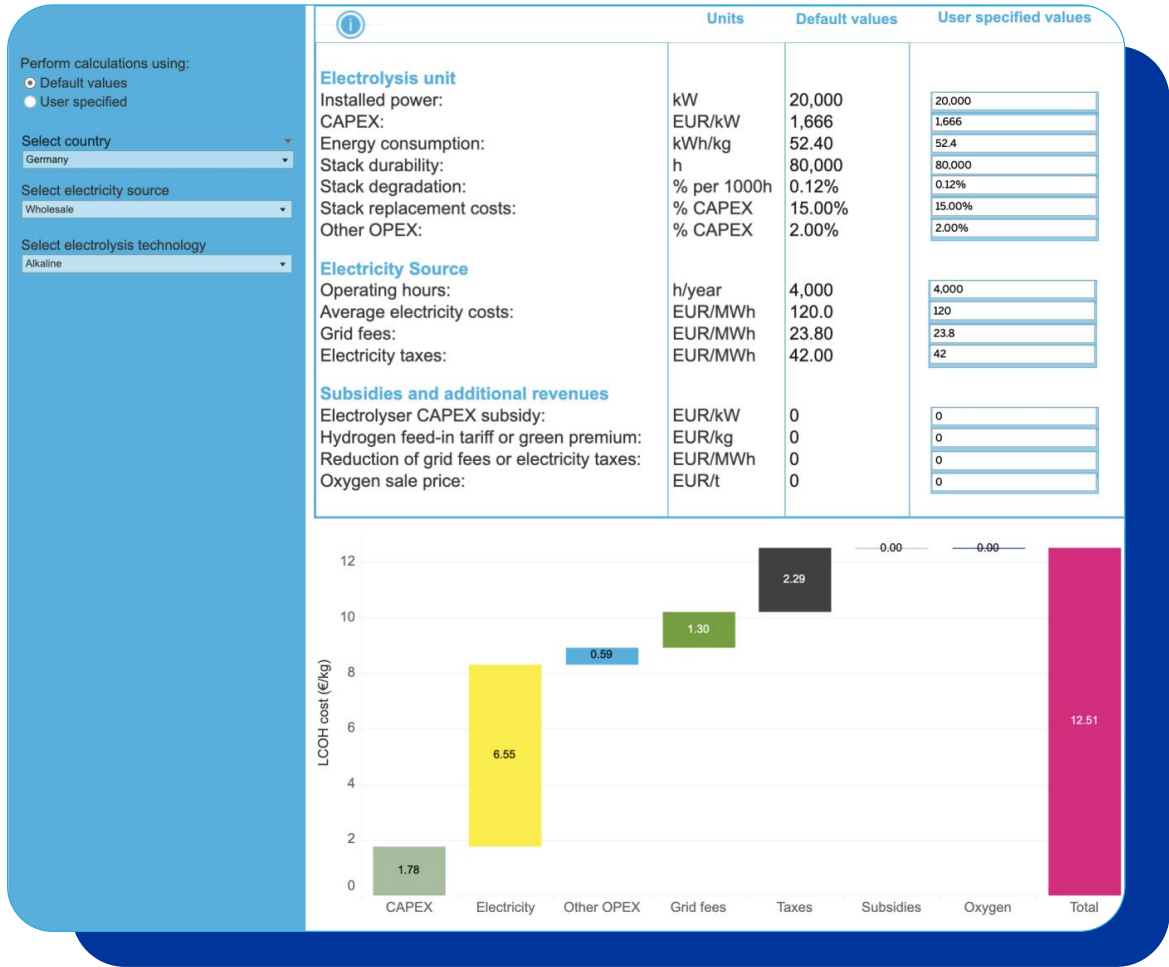 Perform calculations using:
Default values
User specified
Select country
Germany
Select electricity source
Wholesale
Select electrolysis technology
Alkaline
i
Units Default values User specified values
Electrolysis unit
Installed power: kW 20,000 20,000
CAPEX: EUR/kW 1,666 1,666
Energy consumption: kWh/kg 52.40 52.4
Stack durability: h 80,000 80,000
Stack degradation: % per 1000h 0.12% 0.12%
Stack replacement costs: % CAPEX 15.00% 15.00%
Other OPEX: % CAPEX 2.00% 2.00%
Electricity Source
Operating hours: h/year 4,000 4,000
Average electricity costs: EUR/MWh 120.0 120
Grid fees: EUR/MWh 23.80 23.8
Electricity taxes: EUR/MWh 42.00 42
Subsidies and additional revenues
Electrolyser CAPEX subsidy: EUR/kW 0 0
Hydrogen feed-in tariff or green premium: EUR/kg 0 0
Reduction of grid fees or electricity taxes: EUR/MWh 0 0
Oxygen sale price: EUR/t 0 0
LCOH cost (€/kg)
12
10
8
6
4
2
0
1.78
6.55
0.59
1.30
2.29
0.00
0.00
12.51
CAPEX Electricity Other OPEX Grid fees Taxes Subsidies Oxygen Total